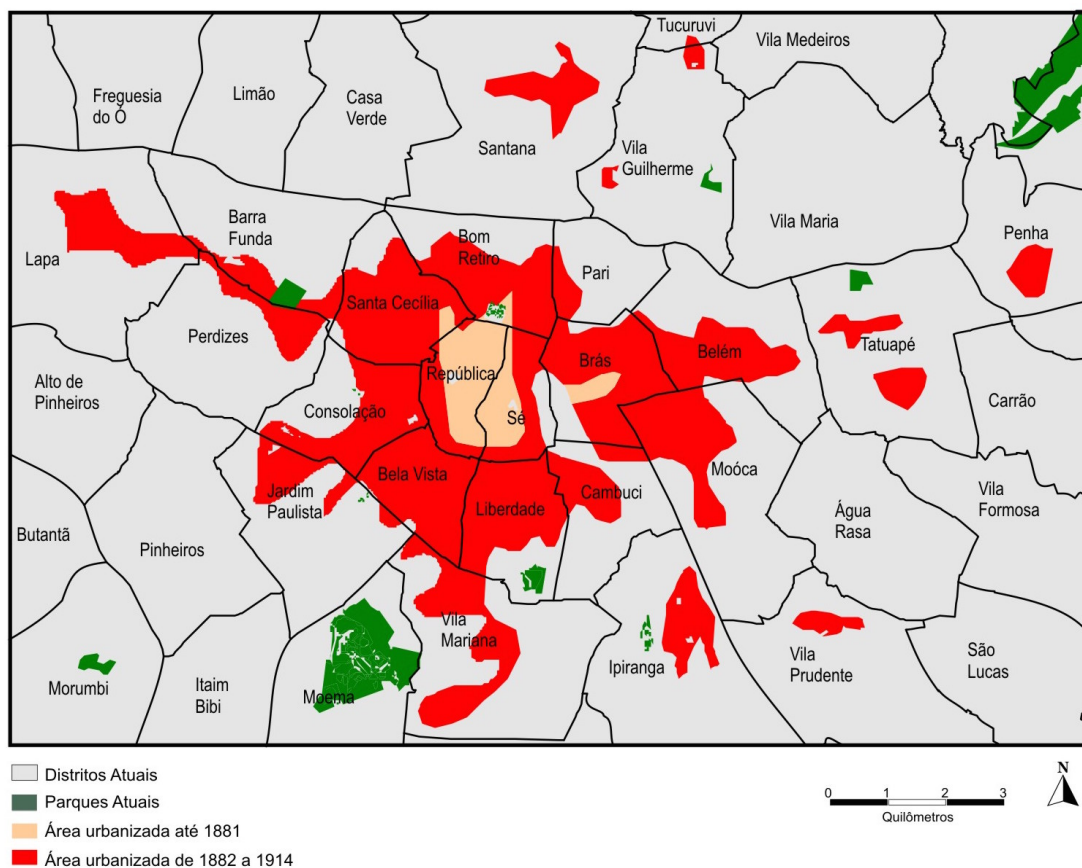 Tucuruvi
Vila Medeiros
Freguesia
do Ó
Limão
Casa
Verde
Santana
Vila
Guilherme
Vila Maria
Penha
Lapa
Barra
Funda
Bom
Retiro
Pari
Santa Cecília
Perdizes
República
Brás
Belém
Tatuapé
Alto de
Pinheiros
Consolação
Sé
Carrão
Bela Vista
Jardim
Paulista
Liberdade
Cambuci
Moóca
Vila
Formosa
Água
Rasa
Butantã
Pinheiros
Vila
Mariana
Ipiranga
Vila
Prudente
São
Lucas
Morumbi
Itaim
Bibi
Moema
Distritos Atuais
Parques Atuais
Área urbanizada até 1881
Área urbanizada de 1882 a 1914
0 1 2 3
Quilômetros
N